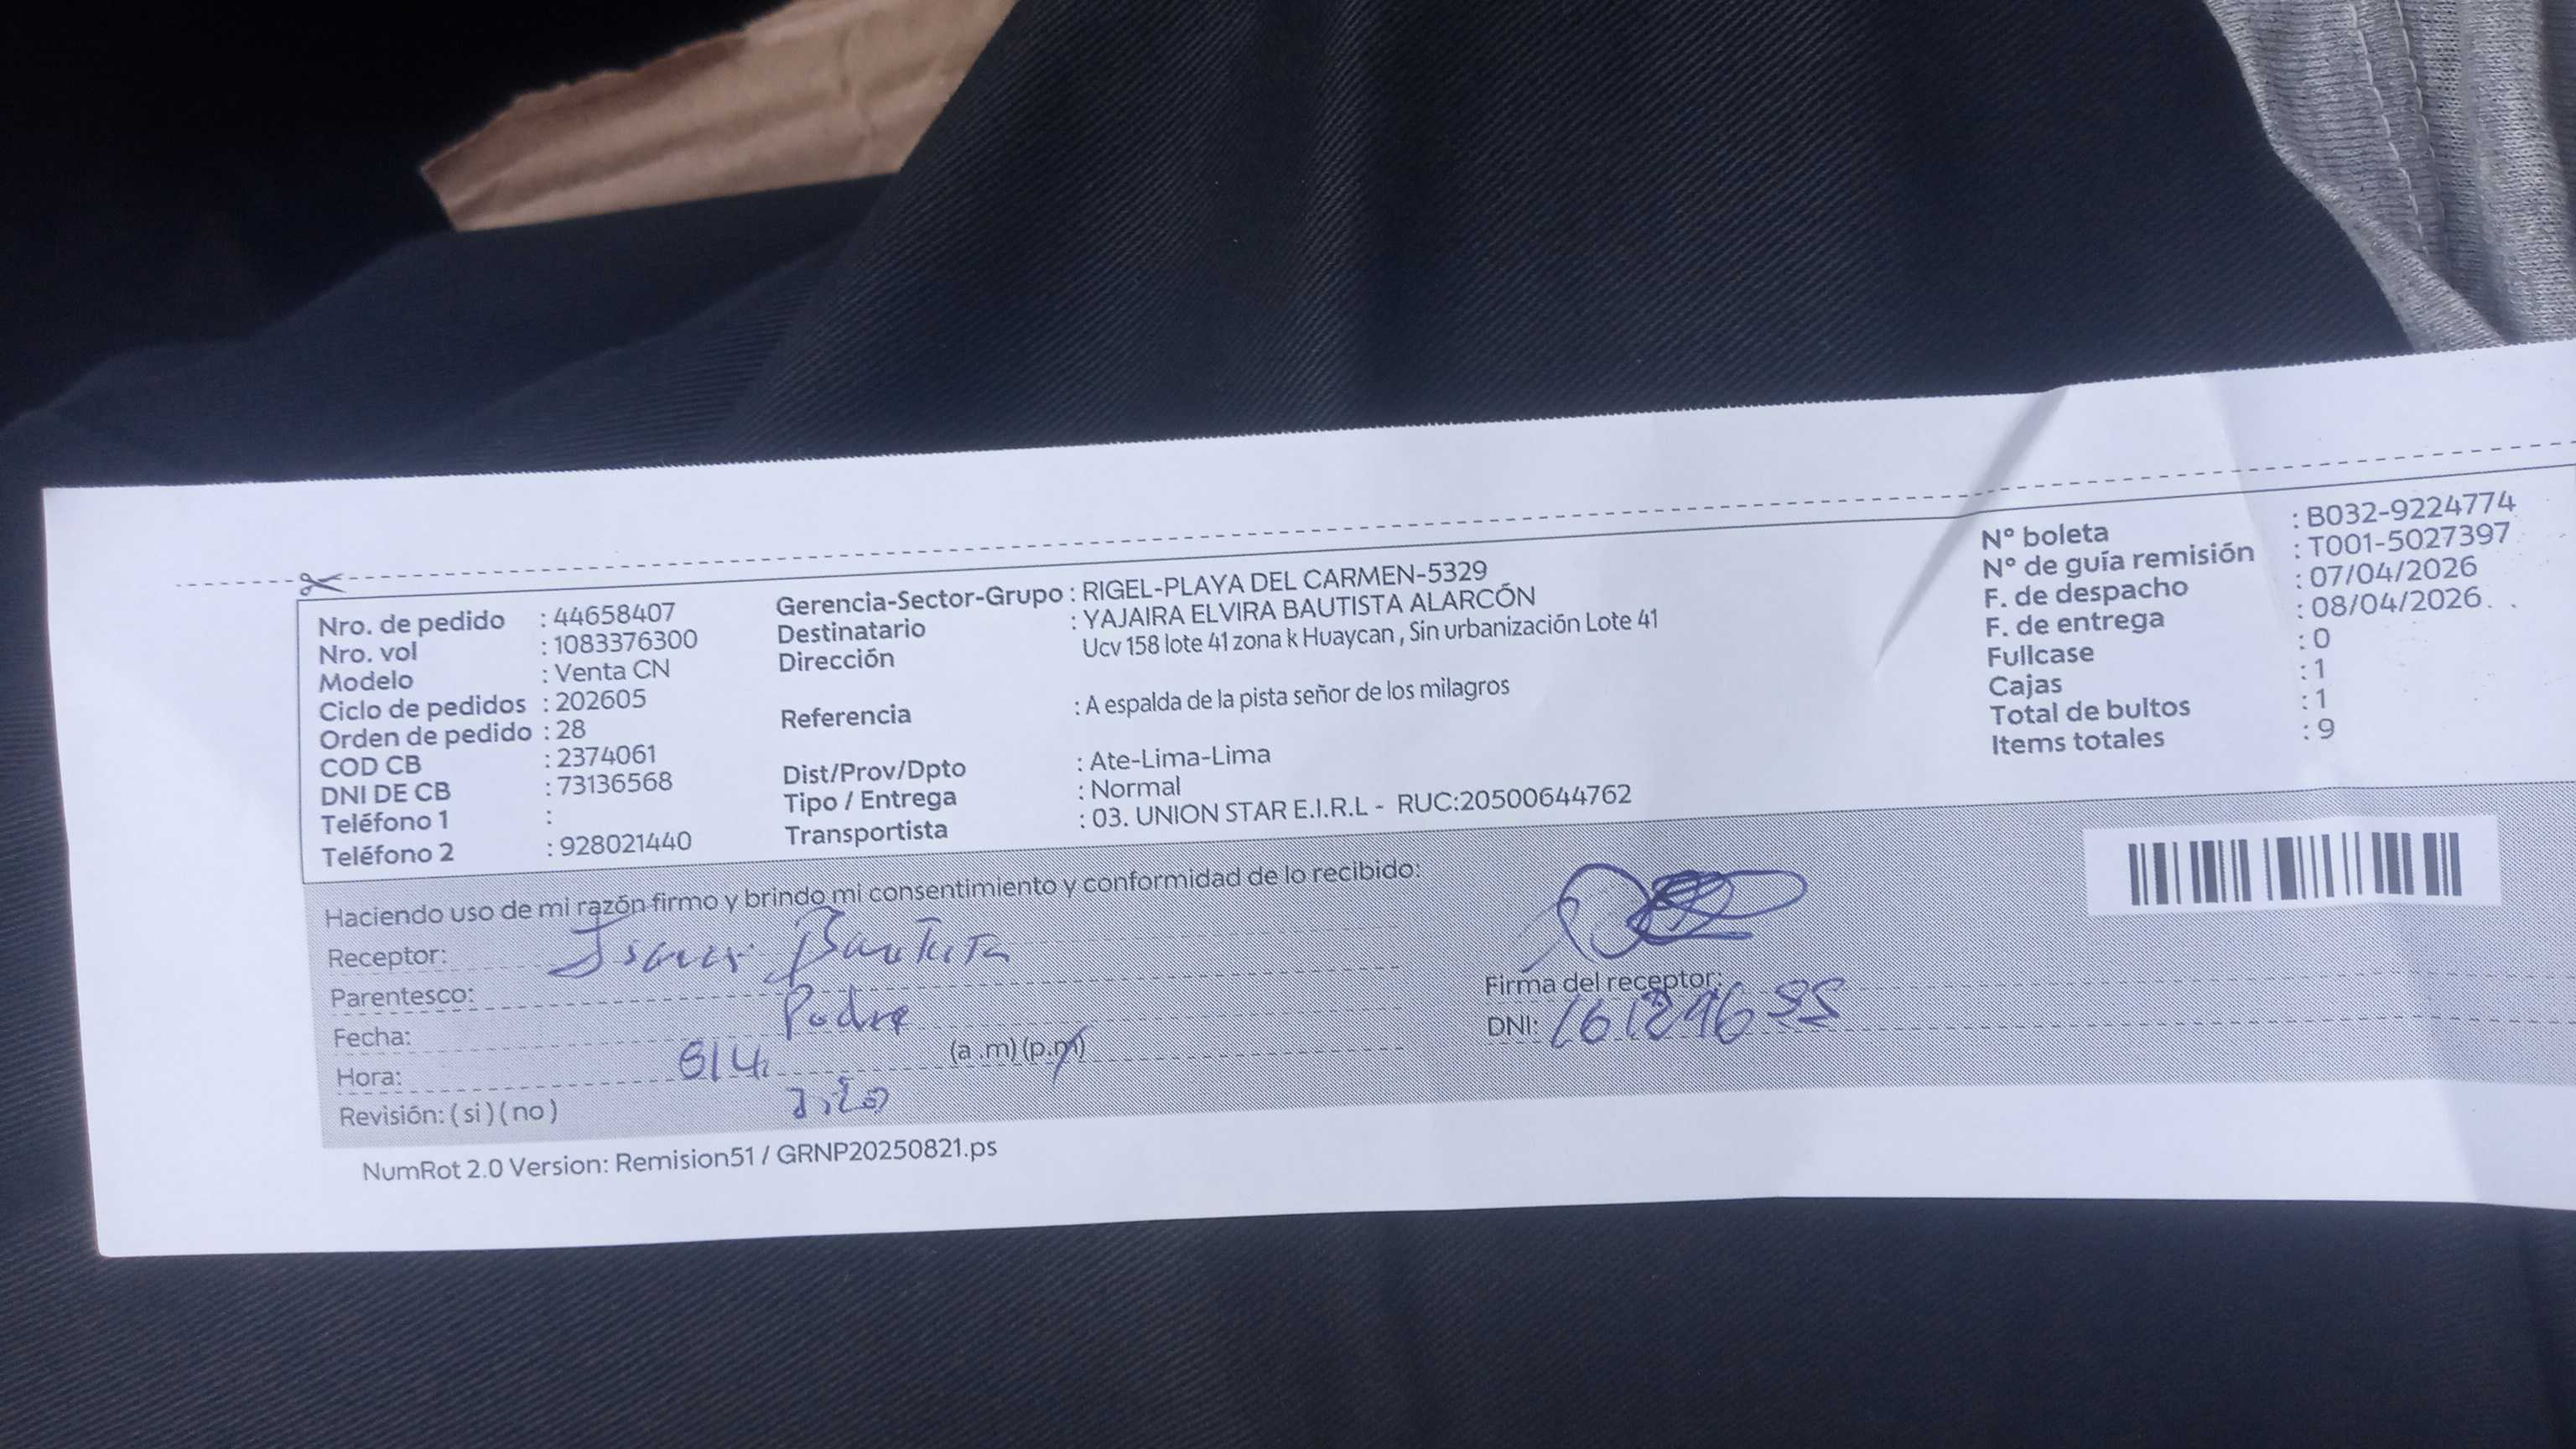 Nro. de pedido : 44658407
Nro. vol : 1083376300
Modelo : Venta CN
Ciclo de pedidos : 202605
Orden de pedido : 28
COD CB : 2374061
DNI DE CB : 73136568
Teléfono 1 :
Teléfono 2 : 928021440
Gerencia-Sector-Grupo : RIGEL-PLAYA DEL CARMEN-5329
Destinatario : YAJAIRA ELVIRA BAUTISTA ALARCÓN
Dirección Ucv 158 lote 41 zona k Huaycan , Sin urbanización Lote 41
Referencia : A espalda de la pista señor de los milagros
Dist/Prov/Dpto : Ate-Lima-Lima
Tipo / Entrega : Normal
Transportista : 03. UNION STAR E.I.R.L - RUC:20500644762
N° boleta : B032-9224774
N° de guía remisión : T001-5027397
F. de despacho : 07/04/2026
F. de entrega : 08/04/2026
Fullcase : 0
Cajas : 1
Total de bultos : 1
Items totales : 9
Haciendo uso de mi razón firmo y brindo mi consentimiento y conformidad de lo recibido:
Receptor: Bautista
Parentesco: Padre
Fecha:
Hora: (a .m) (p.m)
Revisión: ( si ) ( no )
Firma del receptor:
DNI:
NumRot 2.0 Version: Remision51 / GRNP20250821.ps